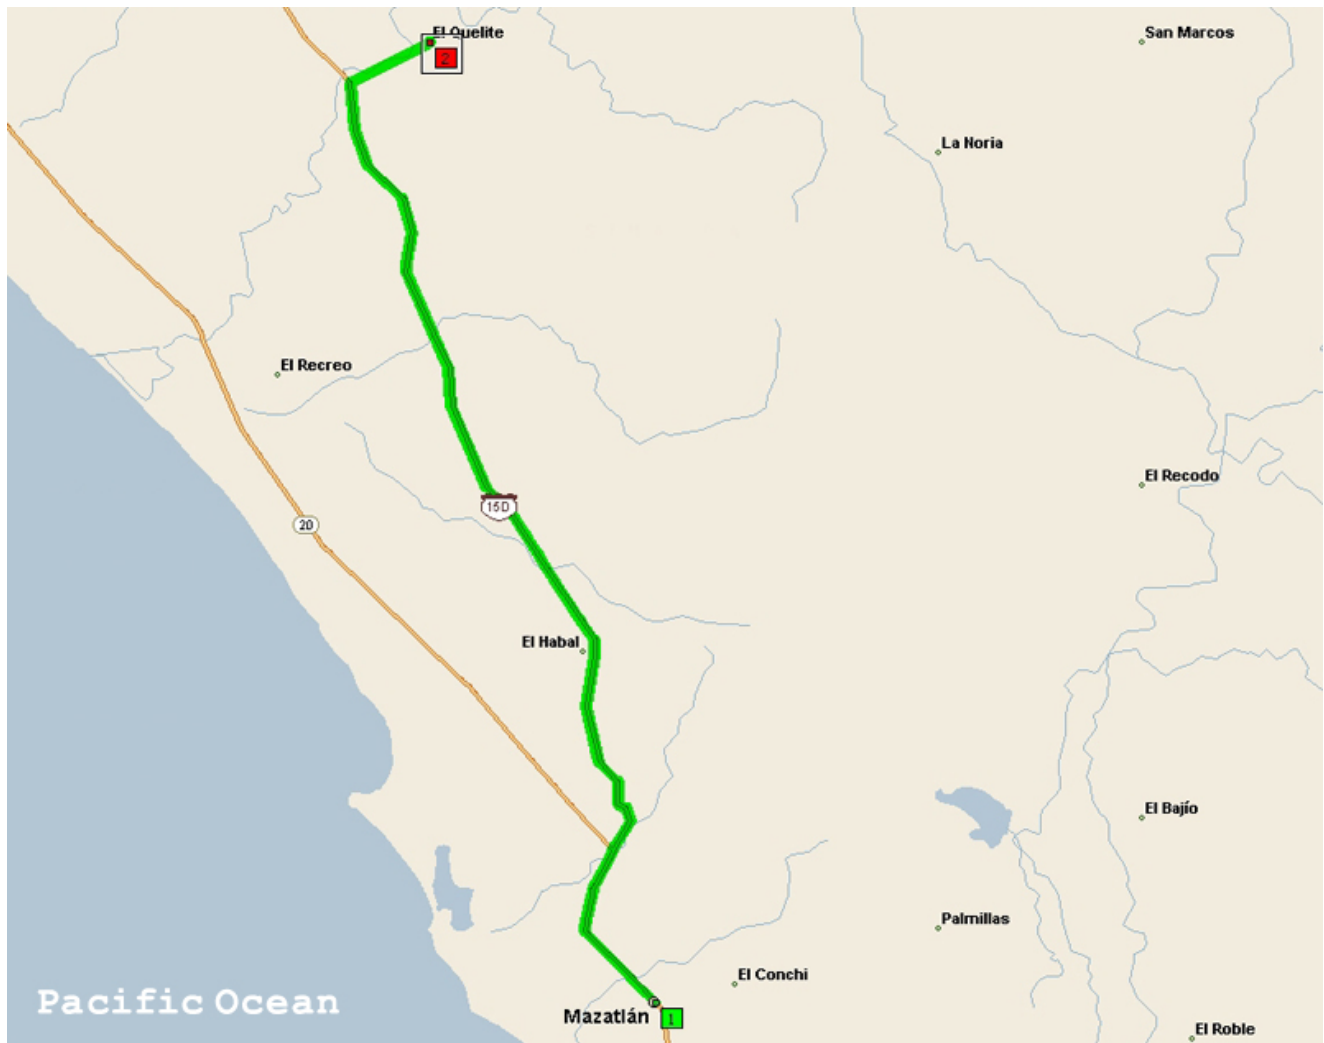 El Quelite
2
San Marcos
La Noria
El Recreo
El Recodo
15D
20
El Habal
El Bajío
Palmillas
El Conchi
Pacific Ocean
Mazatlán
1
El Roble